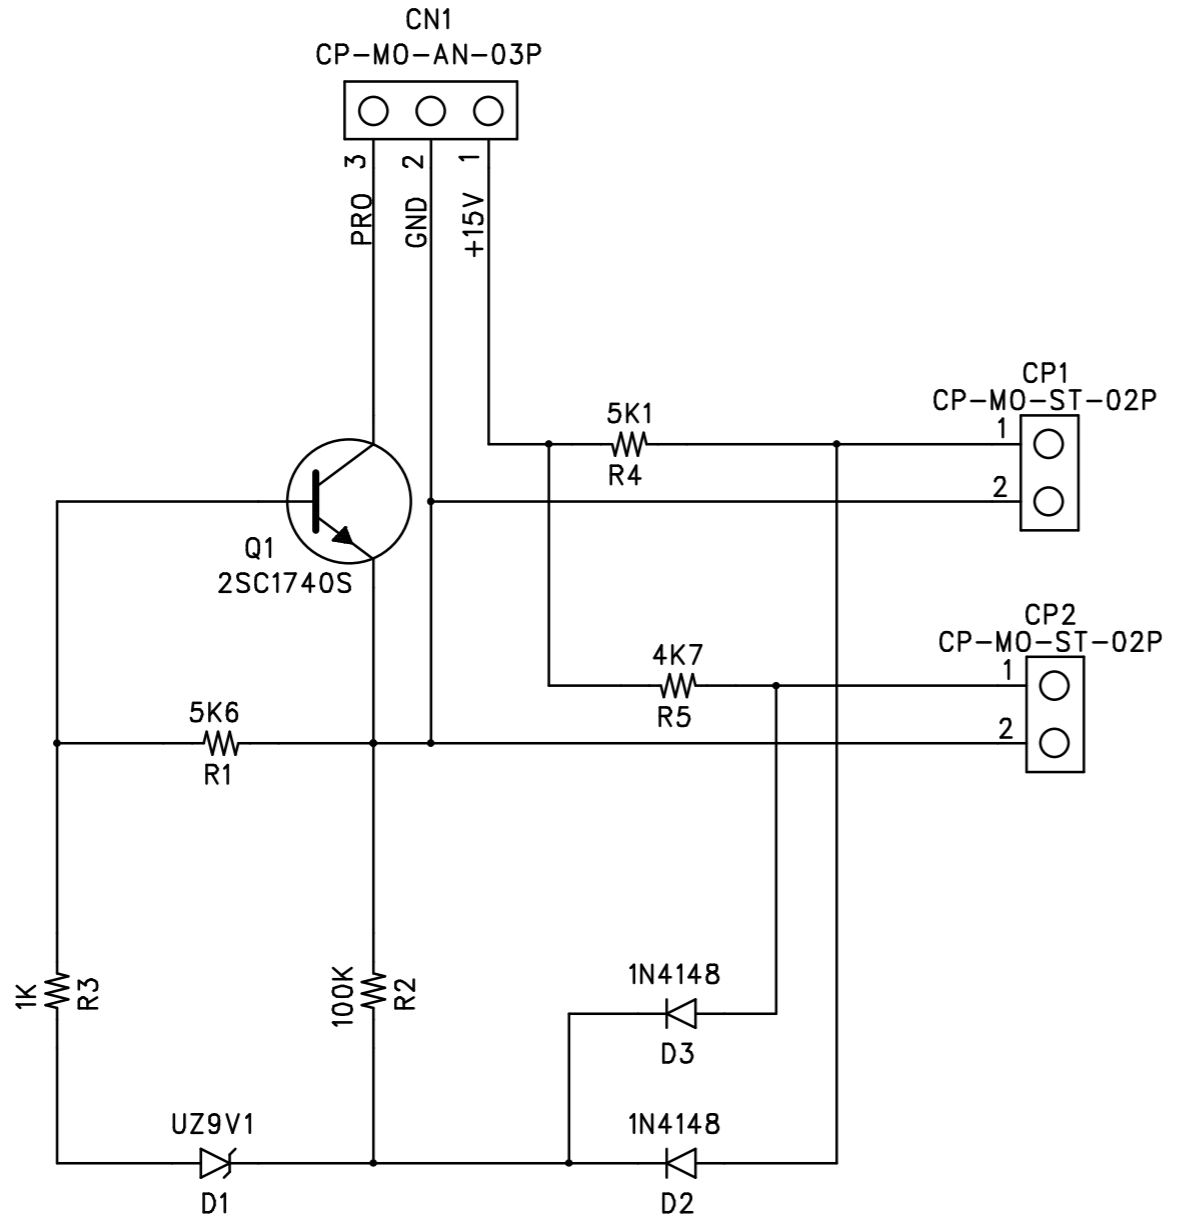 CN1
CP-MO-AN-03P
3
2
1
PRO
GND
+15V
CP1
CP-MO-ST-02P
1
2
5K1
R4
Q1
2SC1740S
CP2
CP-MO-ST-02P
1
2
4K7
R5
5K6
R1
1K
R3
100K
R2
1N4148
D3
UZ9V1
D1
1N4148
D2